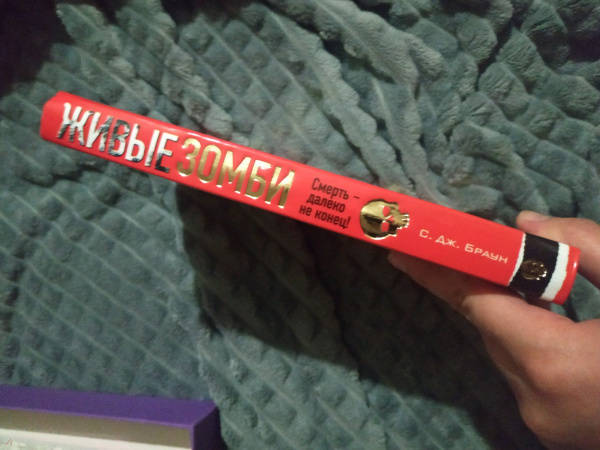 ЖИВЫЕ ЗОМБИ
Смерть –
далеко
не конец!
С. Дж. Браун